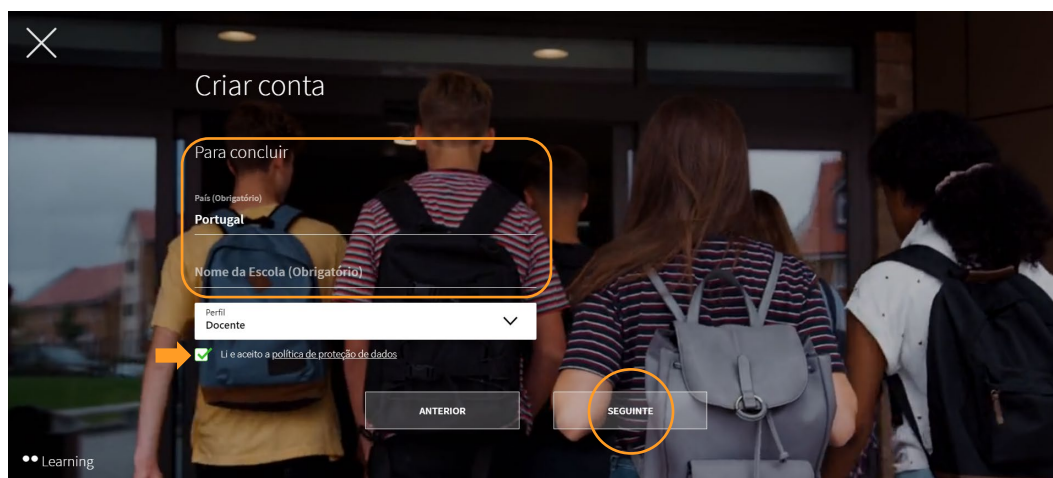 Criar conta
Para concluir
País (Obrigatório)
Portugal
Nome da Escola (Obrigatório)
Perfil
Docente
Li e aceito a política de proteção de dados
ANTERIOR
SEGUINTE
Learning